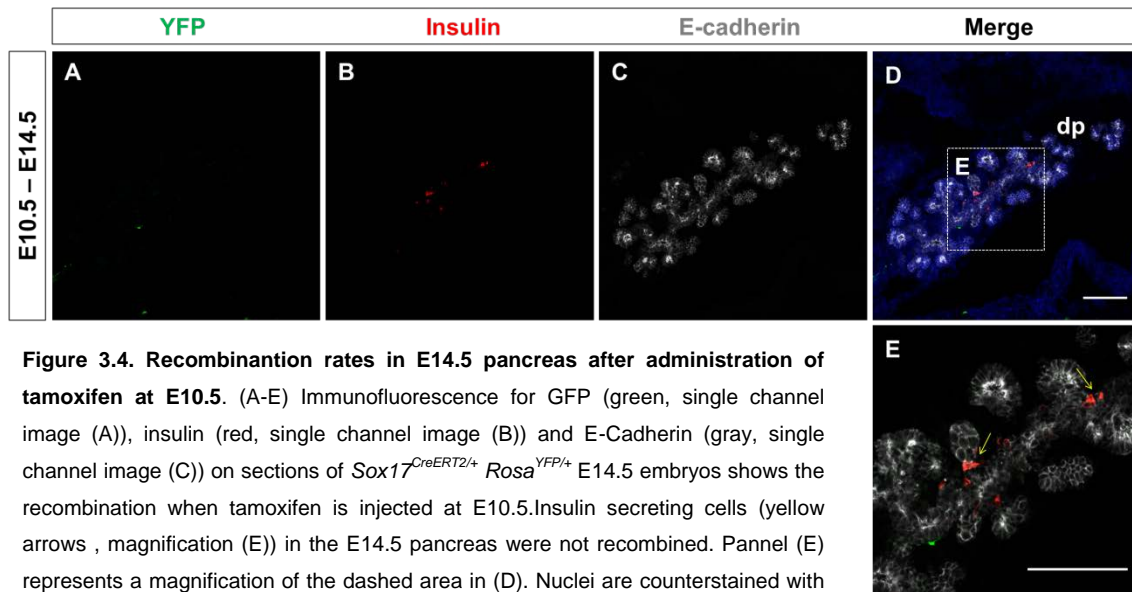 YFP Insulin E-cadherin Merge
E10.5 – E14.5
A B C D
dp
E
E
Figure 3.4. Recombinantion rates in E14.5 pancreas after administration of
tamoxifen at E10.5. (A-E) Immunofluorescence for GFP (green, single channel
image (A)), insulin (red, single channel image (B)) and E-Cadherin (gray, single
channel image (C)) on sections of Sox17CreERT2/+ RosaYFP/+ E14.5 embryos shows the
recombination when tamoxifen is injected at E10.5.Insulin secreting cells (yellow
arrows , magnification (E)) in the E14.5 pancreas were not recombined. Pannel (E)
represents a magnification of the dashed area in (D). Nuclei are counterstained with